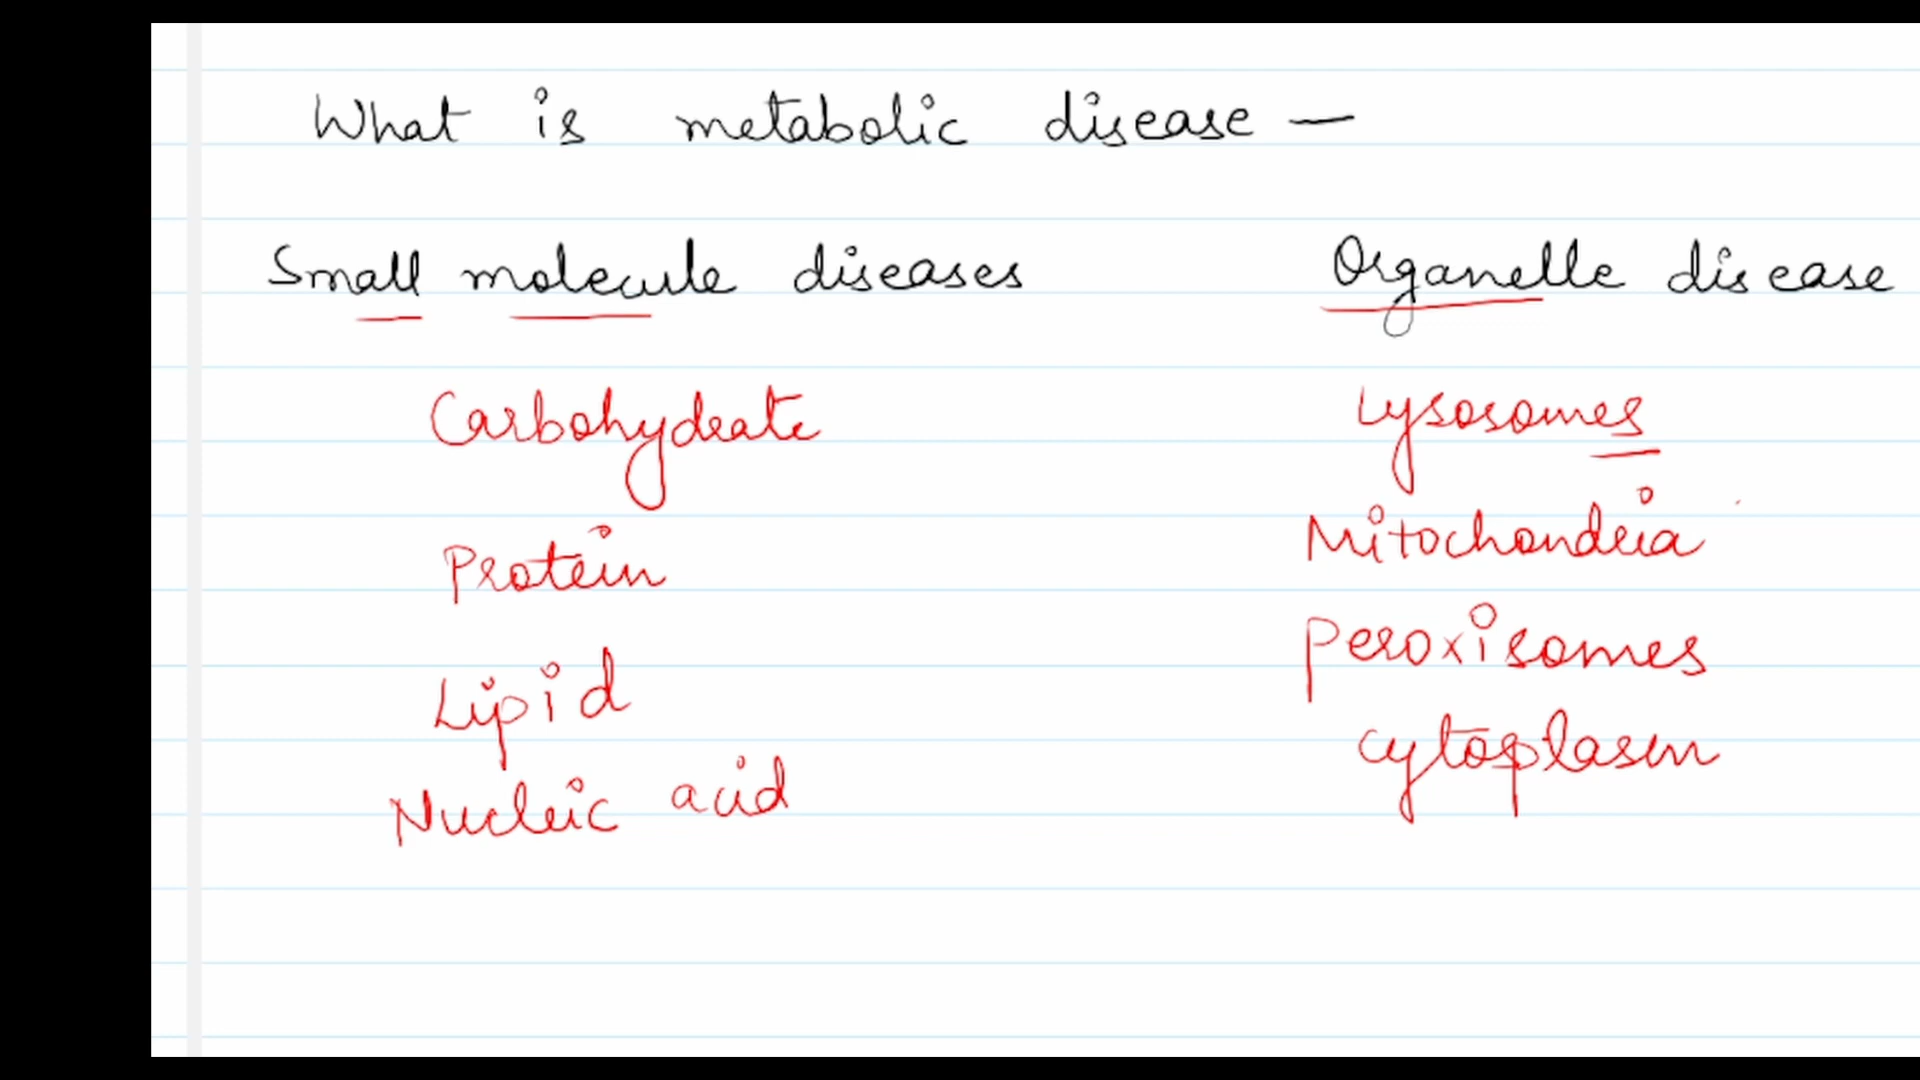 What is metabolic disease —
Small molecule diseases
Organelle disease
Carbohydrate
Lysosomes
Protein
Mitochondria
Lipid
Peroxisomes
Nucleic acid
cytoplasm